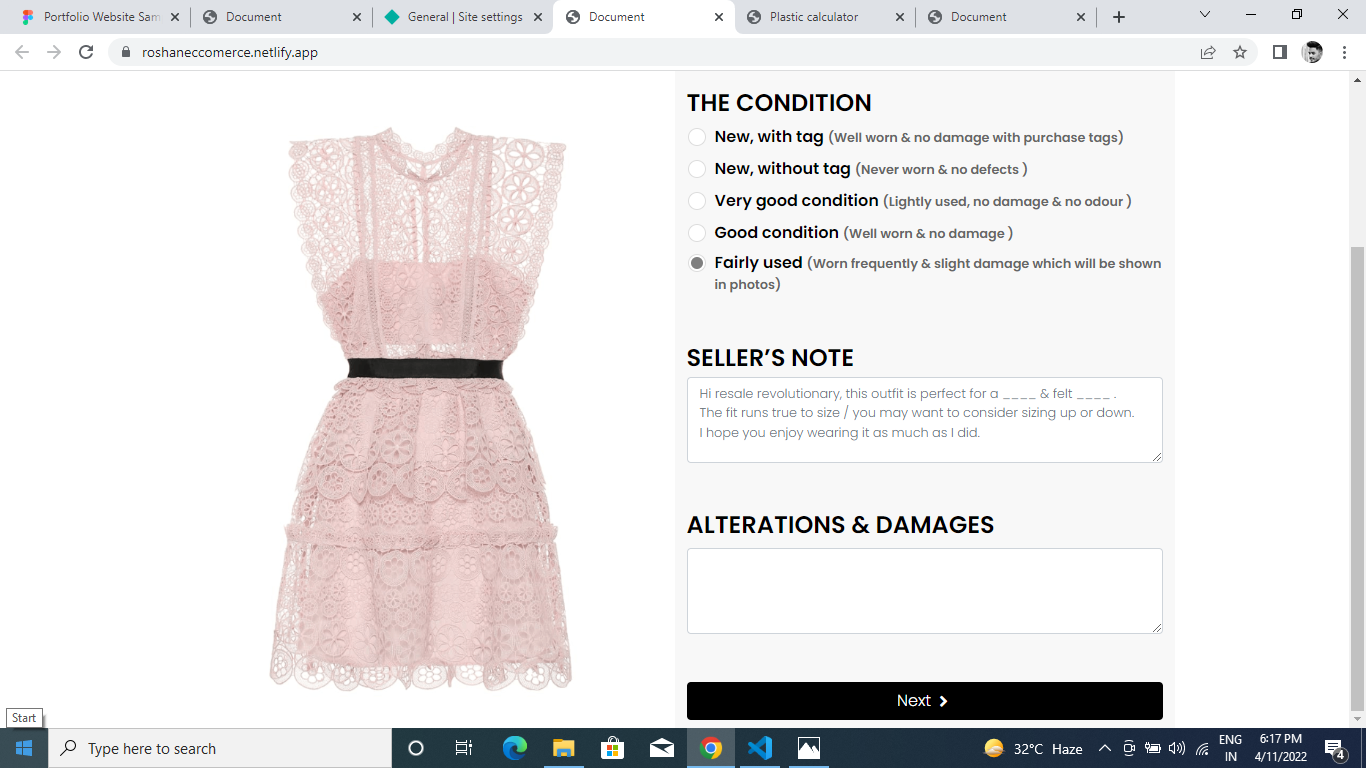 Portfolio Website Sam
Document
General | Site settings
Document
Plastic calculator
Document
roshaneccomerce.netlify.app
THE CONDITION
New, with tag (Well worn & no damage with purchase tags)
New, without tag (Never worn & no defects )
Very good condition (Lightly used, no damage & no odour )
Good condition (Well worn & no damage )
Fairly used (Worn frequently & slight damage which will be shown
in photos)
SELLER’S NOTE
Hi resale revolutionary, this outfit is perfect for a ____ & felt ____ .
The fit runs true to size / you may want to consider sizing up or down.
I hope you enjoy wearing it as much as I did.
ALTERATIONS & DAMAGES
Next
Start
Type here to search
32°C Haze
ENG
IN
6:17 PM
4/11/2022
4